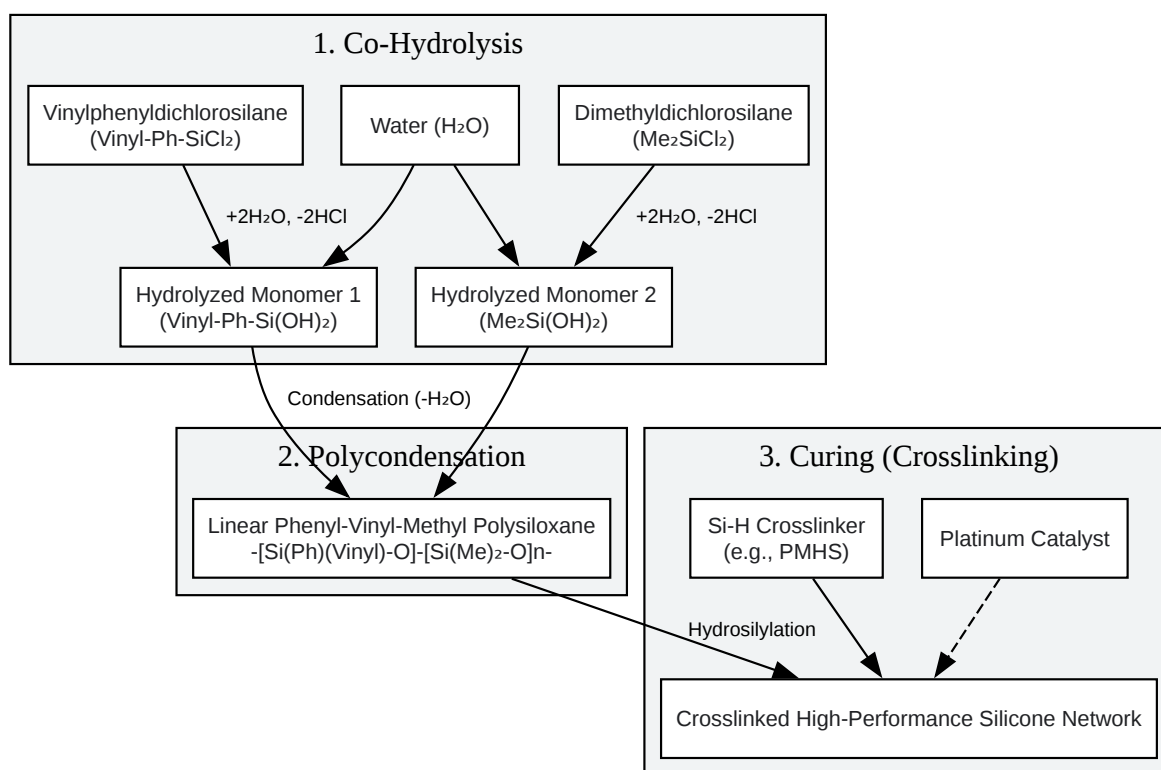 1. Co-Hydrolysis
Vinylphenyldichlorosilane
(Vinyl-Ph-SiCl₂)
Water (H₂O)
Dimethyldichlorosilane
(Me₂SiCl₂)
+2H₂O, -2HCl
+2H₂O, -2HCl
Hydrolyzed Monomer 1
(Vinyl-Ph-Si(OH)₂)
Hydrolyzed Monomer 2
(Me₂Si(OH)₂)
Condensation (-H₂O)
2. Polycondensation
Linear Phenyl-Vinyl-Methyl Polysiloxane
-[Si(Ph)(Vinyl)-O]-[Si(Me)₂-O]n-
3. Curing (Crosslinking)
Si-H Crosslinker
(e.g., PMHS)
Platinum Catalyst
Hydrosilylation
Crosslinked High-Performance Silicone Network